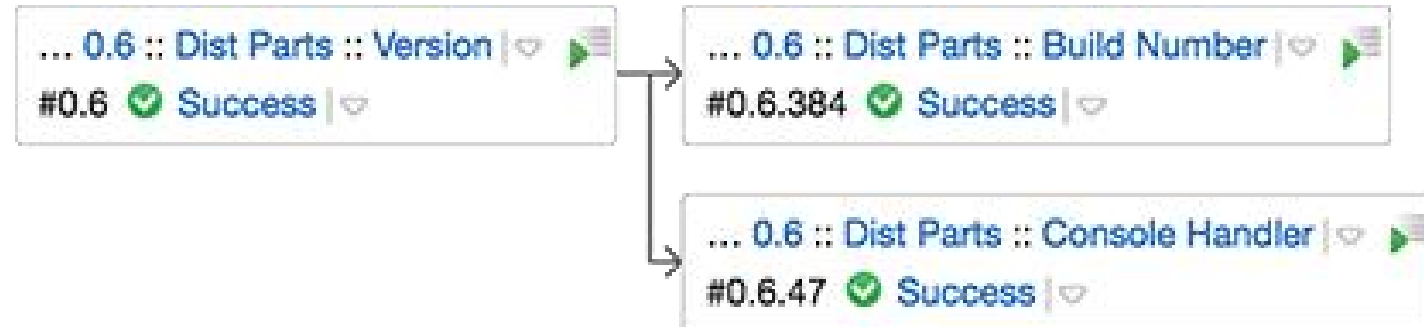 ... 0.6 :: Dist Parts :: Version
#0.6 Success
... 0.6 :: Dist Parts :: Build Number
#0.6.384 Success
... 0.6 :: Dist Parts :: Console Handler
#0.6.47 Success